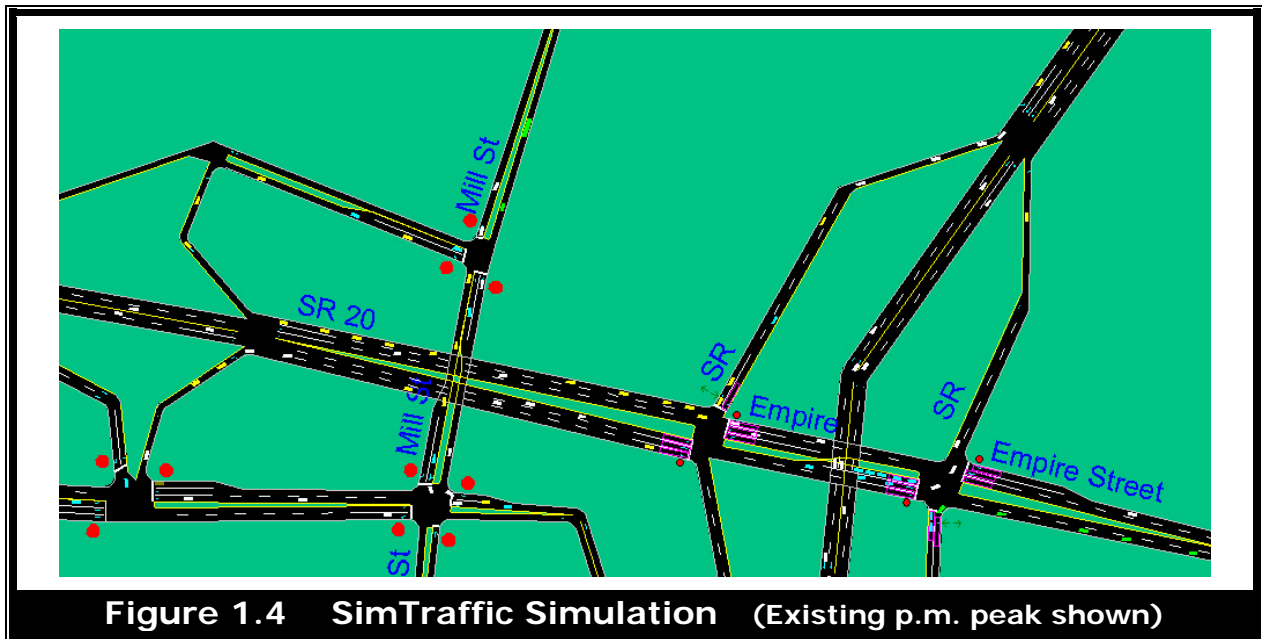 Mill St
SR 20
SR
Empire
SR
Empire Street
Mill St
St
Figure 1.4 SimTraffic Simulation (Existing p.m. peak shown)